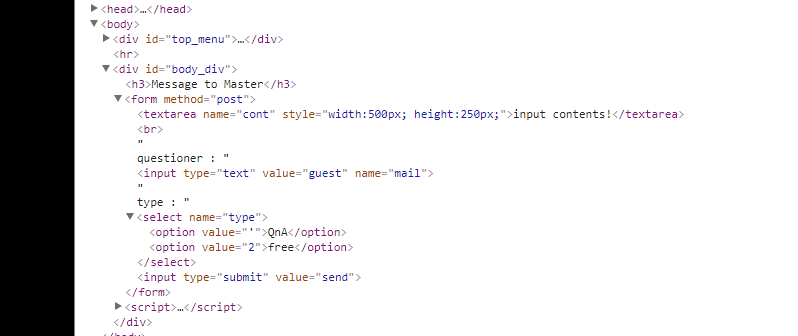 <head>…</head>
<body>
<div id="top_menu">…</div>
<hr>
<div id="body_div">
<h3>Message to Master</h3>
<form method="post">
<textarea name="cont" style="width:500px; height:250px;">input contents!</textarea>
<br>
"
questioner : "
<input type="text" value="guest" name="mail">
"
type : "
<select name="type">
<option value="'">QnA</option>
<option value="2">free</option>
</select>
<input type="submit" value="send">
</form>
<script>…</script>
</div>
</body>